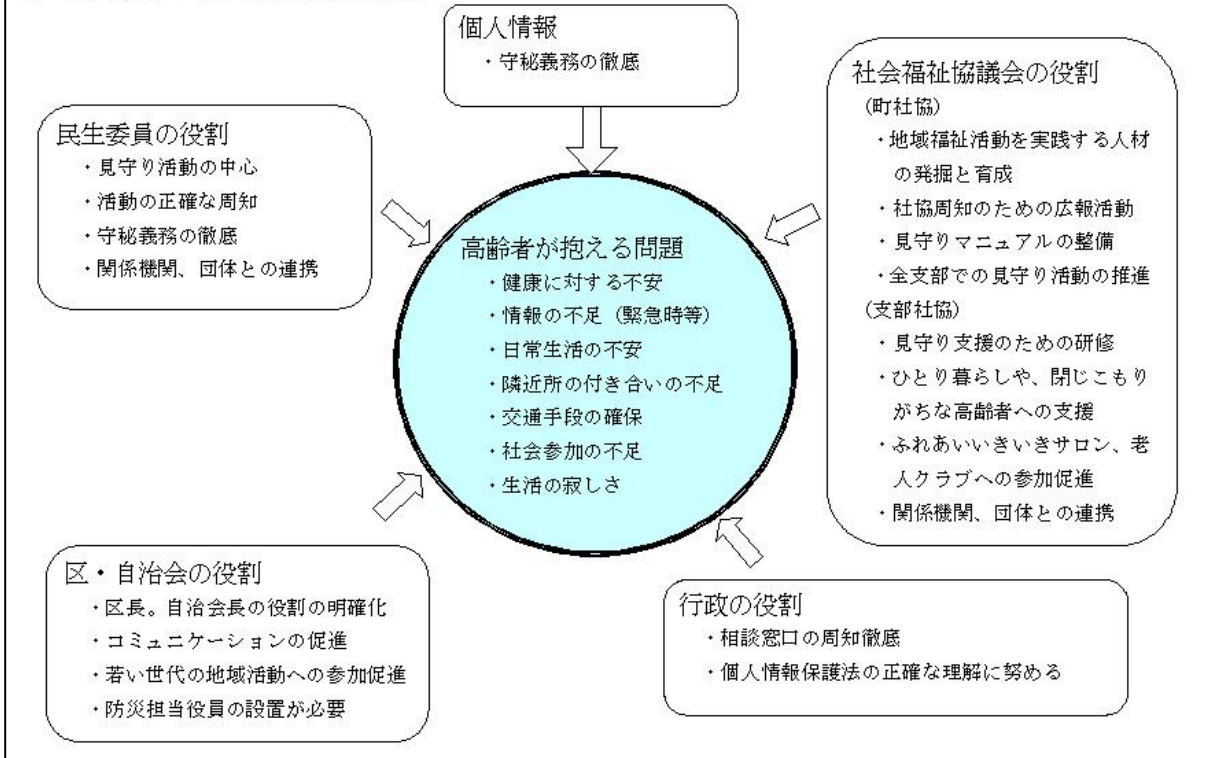 個人情報
・守秘義務の徹底
民生委員の役割
・見守り活動の中心
・活動の正確な周知
・守秘義務の徹底
・関係機関、団体との連携
社会福祉協議会の役割
(町社協)
・地域福祉活動を実践する人材
の発掘と育成
・社協周知のための広報活動
・見守りマニュアルの整備
・全支部での見守り活動の推進
(支部社協)
・見守り支援のための研修
・ひとり暮らしや、閉じこもり
がちな高齢者への支援
・ふれあいいきいきサロン、老
人クラブへの参加促進
・関係機関、団体との連携
高齢者が抱える問題
・健康に対する不安
・情報の不足（緊急時等）
・日常生活の不安
・隣近所の付き合いの不足
・交通手段の確保
・社会参加の不足
・生活の寂しさ
区・自治会の役割
・区長。自治会長の役割の明確化
・コミュニケーションの促進
・若い世代の地域活動への参加促進
・防災担当役員の設置が必要
行政の役割
・相談窓口の周知徹底
・個人情報保護法の正確な理解に努める